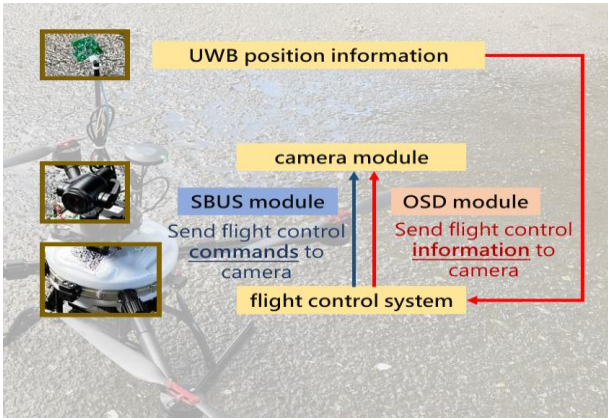 UWB position information
camera module
SBUS module
OSD module
Send flight control
commands to
camera
Send flight control
information to
camera
flight control system